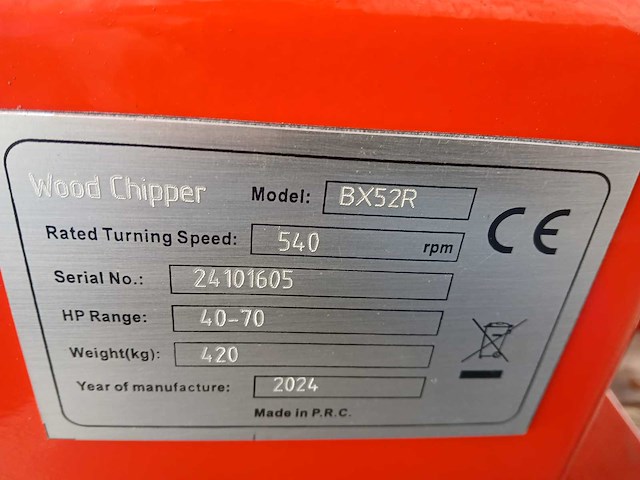 Wood Chipper Model: BX52R
Rated Turning Speed: 540 rpm
CE
Serial No.: 24101605
HP Range: 40-70
Weight(kg): 420
Year of manufacture: 2024
Made in P.R.C.